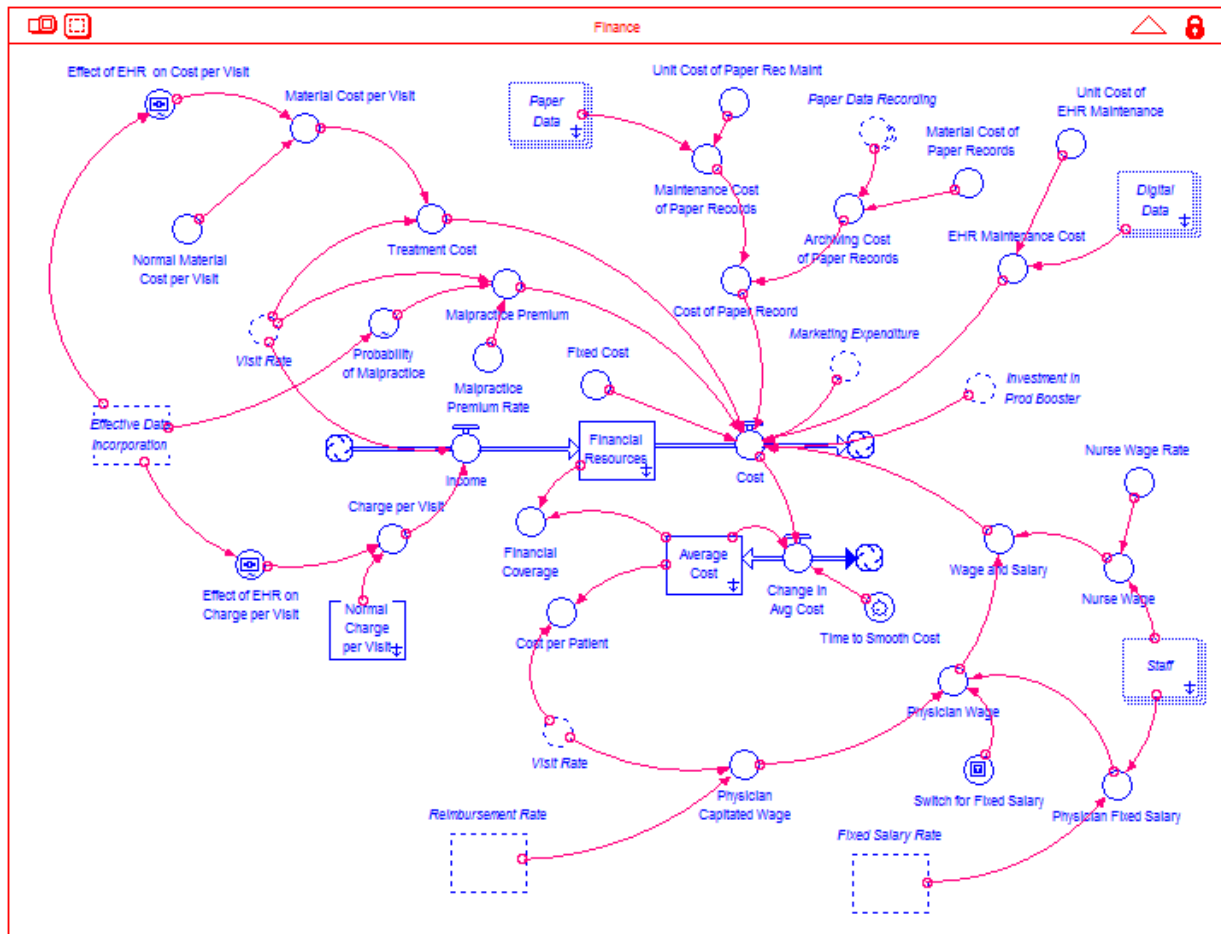 Finance
Effect of EHR on Cost per Visit
Material Cost per Visit
Unit Cost of Paper Rec Maint
Paper
Data
Paper Data Recording
Unit Cost of
EHR Maintenance
Material Cost of
Paper Records
Maintenance Cost
of Paper Records
Digital
Data
Normal Material
Cost per Visit
Treatment Cost
Archiving Cost
of Paper Records
EHR Maintenance Cost
Malpractice Premium
Cost of Paper Record
Visit Rate
Probability
of Malpractice
Marketing Expenditure
Fixed Cost
Malpractice
Premium Rate
Investment in
Prod Booster
Effective Data
Incorporation
Financial
Resources
Income
Cost
Nurse Wage Rate
Charge per Visit
Financial
Coverage
Average
Cost
Change in
Avg Cost
Wage and Salary
Nurse Wage
Effect of EHR on
Charge per Visit
Normal
Charge
per Visit
Cost per Patient
Time to Smooth Cost
Staff
Physician Wage
Visit Rate
Physician
Capitated Wage
Switch for Fixed Salary
Physician Fixed Salary
Reimbursement Rate
Fixed Salary Rate